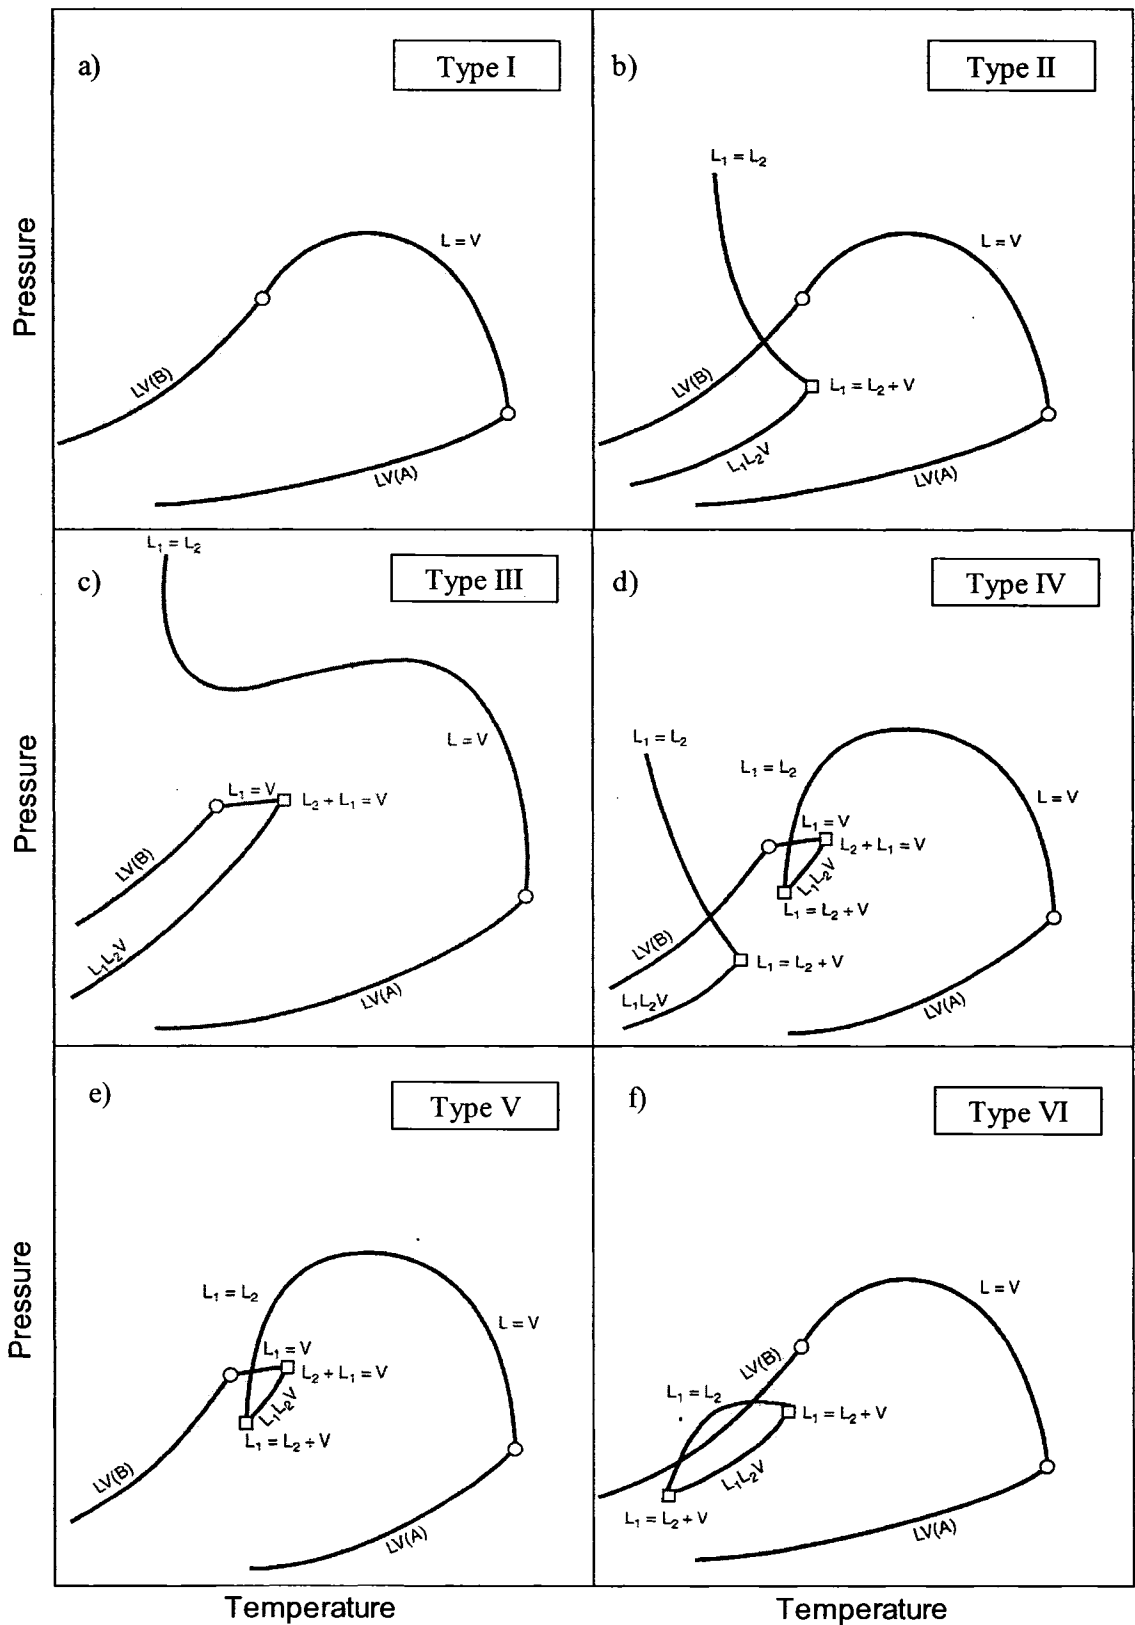 a)
Type I
L = V
LV(B)
LV(A)
Pressure
b)
Type II
L₁ = L₂
L = V
LV(B)
L₁ = L₂ + V
L₁L₂V
LV(A)
L₁ = L₂
c)
Type III
L = V
L₁ = V
L₂ + L₁ = V
LV(B)
L₁L₂V
LV(A)
Pressure
d)
Type IV
L₁ = L₂
L₁ = L₂
L = V
L₁ = V
L₂ + L₁ = V
L₁L₂V
L₁ = L₂ + V
LV(B)
L₁ = L₂ + V
L₁L₂V
LV(A)
e)
Type V
L₁ = L₂
L = V
L₁ = V
L₂ + L₁ = V
L₁L₂V
L₁ = L₂ + V
LV(B)
LV(A)
Pressure
Temperature
f)
Type VI
L = V
LV(B)
L₁ = L₂
L₁ = L₂ + V
L₁L₂V
L₁ = L₂ + V
LV(A)
Temperature